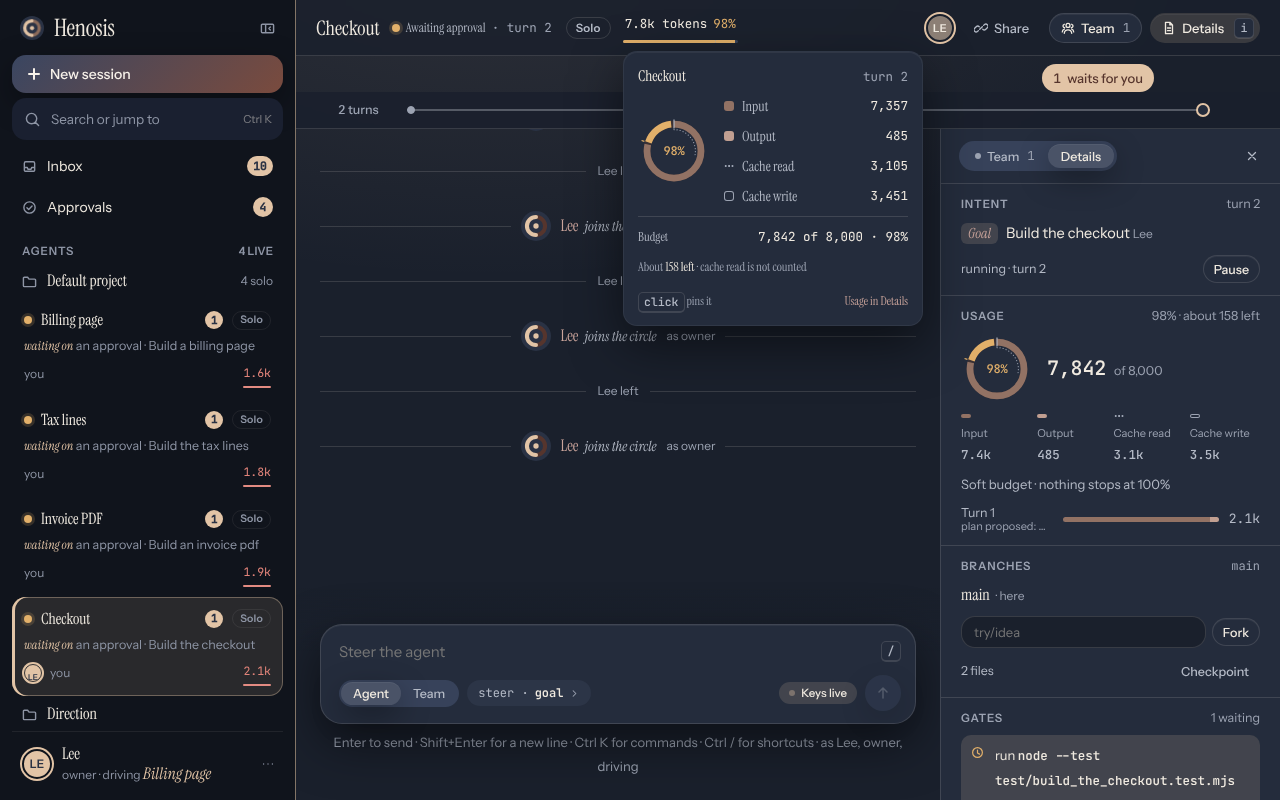 Henosis
New session
Search or jump to Ctrl K
Inbox 10
Approvals 4
AGENTS 4 LIVE
Default project 4 solo
Billing page 1 Solo
waiting on an approval · Build a billing page
you 1.6k
Tax lines 1 Solo
waiting on an approval · Build the tax lines
you 1.8k
Invoice PDF 1 Solo
waiting on an approval · Build an invoice pdf
you 1.9k
Checkout 1 Solo
waiting on an approval · Build the checkout
LE you 2.1k
Direction
LE Lee
owner · driving Billing page ...
Checkout Awaiting approval · turn 2 Solo 7.8k tokens 98%
LE Share Team 1 Details i
1 waits for you
2 turns
Lee l
Lee joins th
Lee l
Lee joins the circle as owner
Lee left
Lee joins the circle as owner
Checkout turn 2
98%
Input 7,357
Output 485
Cache read 3,105
Cache write 3,451
Budget 7,842 of 8,000 · 98%
About 158 left · cache read is not counted
click pins it Usage in Details
Steer the agent /
Agent Team steer · goal › Keys live
Enter to send · Shift+Enter for a new line · Ctrl K for commands · Ctrl / for shortcuts · as Lee, owner,
driving
Team 1 Details
INTENT turn 2
Goal Build the checkout Lee
running · turn 2 Pause
USAGE 98% · about 158 left
98% 7,842 of 8,000
Input Output Cache read Cache write
7.4k 485 3.1k 3.5k
Soft budget · nothing stops at 100%
Turn 1
plan proposed: ... 2.1k
BRANCHES main
main · here
try/idea Fork
2 files Checkpoint
GATES 1 waiting
run node --test
test/build_the_checkout.test.mjs